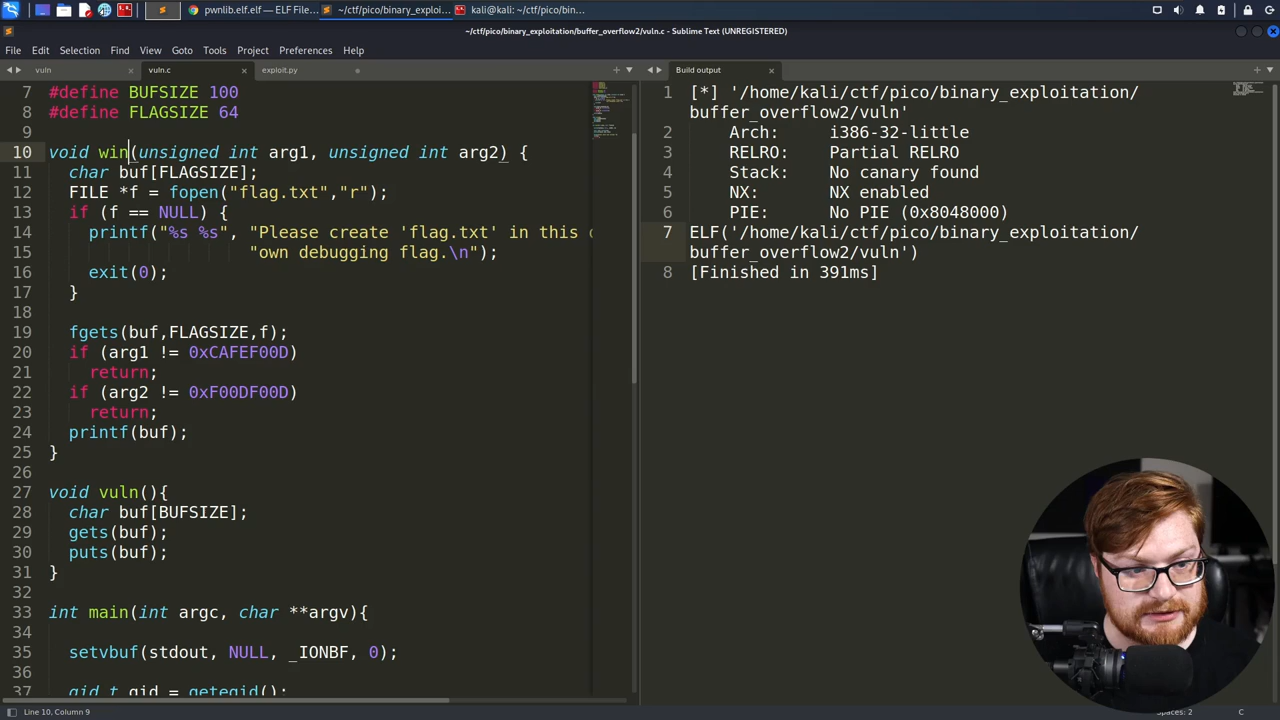 pwnlib.elf.elf — ELF File...
~/ctf/pico/binary_exploi...
kali@kali: ~/ctf/pico/bin...
~/ctf/pico/binary_exploitation/buffer_overflow2/vuln.c - Sublime Text (UNREGISTERED)
File Edit Selection Find View Goto Tools Project Preferences Help
vuln × vuln.c × exploit.py
Build output ×
7 #define BUFSIZE 100
8 #define FLAGSIZE 64
9
10 void win(unsigned int arg1, unsigned int arg2) {
11 char buf[FLAGSIZE];
12 FILE *f = fopen("flag.txt","r");
13 if (f == NULL) {
14 printf("%s %s", "Please create 'flag.txt' in this
15 "own debugging flag.\n");
16 exit(0);
17 }
18
19 fgets(buf,FLAGSIZE,f);
20 if (arg1 != 0xCAFEF00D)
21 return;
22 if (arg2 != 0xF00DF00D)
23 return;
24 printf(buf);
25 }
26
27 void vuln(){
28 char buf[BUFSIZE];
29 gets(buf);
30 puts(buf);
31 }
32
33 int main(int argc, char **argv){
34
35 setvbuf(stdout, NULL, _IONBF, 0);
36
37 gid_t gid = getegid();
1 [*] '/home/kali/ctf/pico/binary_exploitation/
buffer_overflow2/vuln'
2 Arch: i386-32-little
3 RELRO: Partial RELRO
4 Stack: No canary found
5 NX: NX enabled
6 PIE: No PIE (0x8048000)
7 ELF('/home/kali/ctf/pico/binary_exploitation/
buffer_overflow2/vuln')
8 [Finished in 391ms]
Line 10, Column 9
Spaces: 2
C